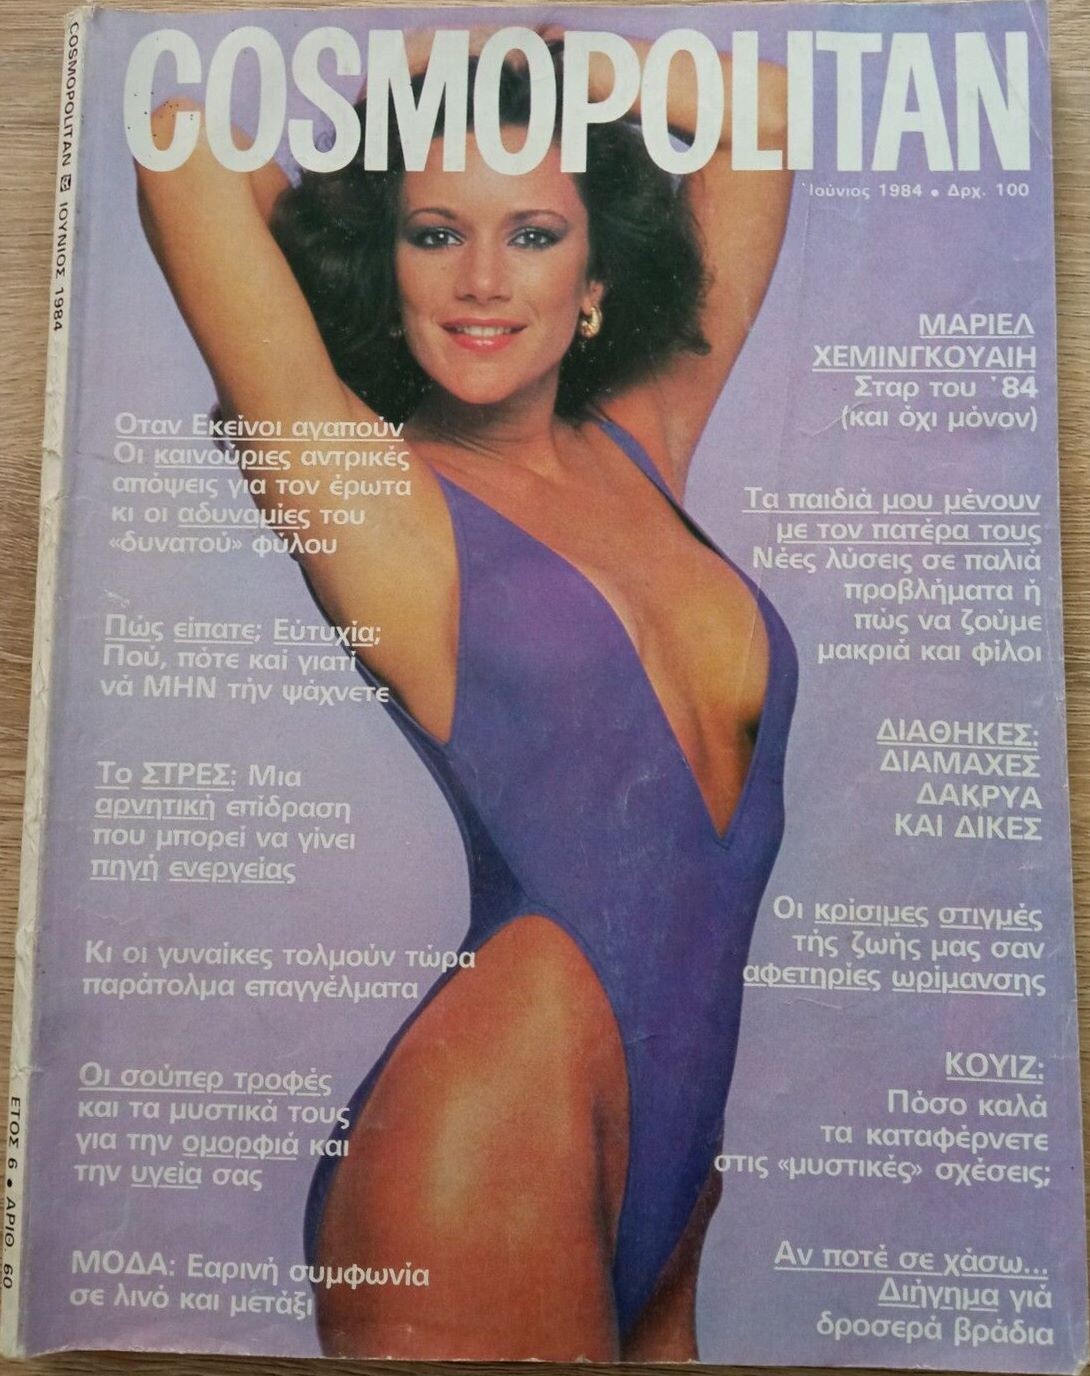 COSMOPOLITAN
Ιούνιος 1984 • Δρχ. 100
COSMOPOLITAN ΙΟΥΝΙΟΣ 1984
ΕΤΟΣ 6 • ΑΡΙΘ. 60
Οταν Εκείνοι αγαπούν
Οι καινούριες αντρικές
απόψεις για τον έρωτα
κι οι αδυναμίες του
«δυνατού» φύλου
Πώς είπατε; Εύτυχία;
Πού, πότε καί γιατί
νά ΜΗΝ τήν ψάχνετε
Το ΣΤΡΕΣ: Μια
αρνητική επίδραση
που μπορεί να γίνει
πηγή ενεργείας
Κι οι γυναίκες τολμούν τώρα
παράτολμα επαγγέλματα
Οι σούπερ τροφές
και τα μυστικά τους
για την ομορφιά και
την υγεία σας
ΜΟΔΑ: Εαρινή συμφωνία
σε λινό και μετάξι
ΜΑΡΙΕΛ
ΧΕΜΙΝΓΚΟΥΑΙΗ
Σταρ του '84
(και όχι μόνον)
Τα παιδιά μου μένουν
με τον πατέρα τους
Νέες λύσεις σε παλιά
προβλήματα ή
πώς να ζούμε
μακριά και φίλοι
ΔΙΑΘΗΚΕΣ:
ΔΙΑΜΑΧΕΣ
ΔΑΚΡΥΑ
ΚΑΙ ΔΙΚΕΣ
Οι κρίσιμες στιγμές
τής ζωής μας σαν
αφετηρίες ωρίμανσης
ΚΟΥΙΖ:
Πόσο καλά
τα καταφέρνετε
στις «μυστικές» σχέσεις;
Αν ποτέ σε χάσω...
Διήγημα γιά
δροσερά βράδια